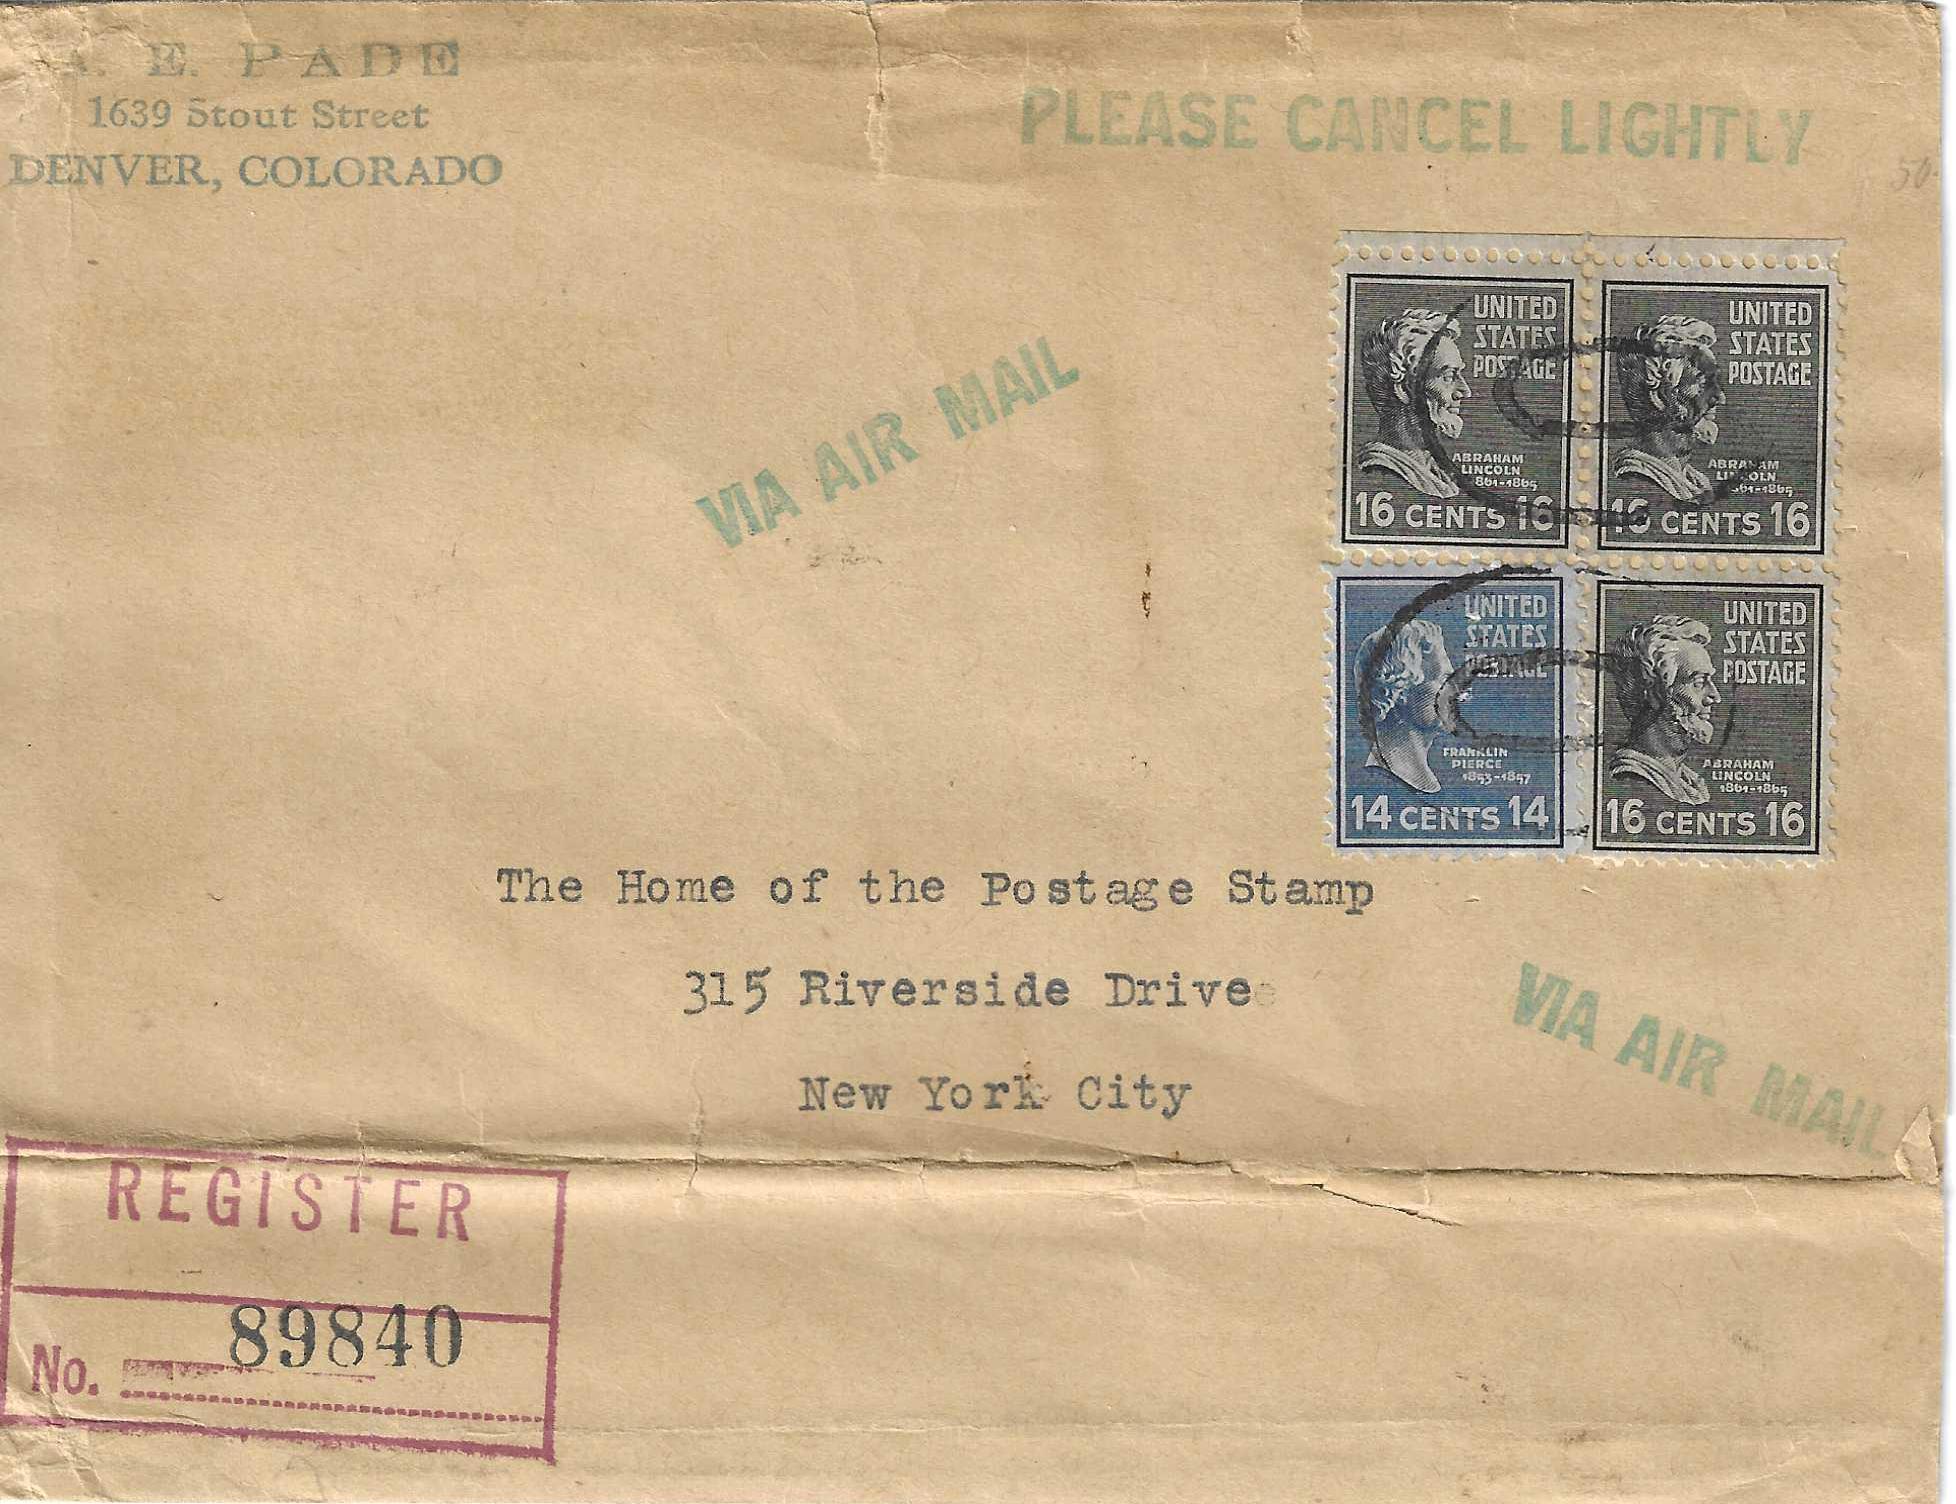 A. E. PADE
1639 Stout Street
DENVER, COLORADO
PLEASE CANCEL LIGHTLY
50.
VIA AIR MAIL
UNITED
STATES
POSTAGE
ABRAHAM
LINCOLN
1861-1865
16 CENTS 16
UNITED
STATES
POSTAGE
ABRAHAM
LINCOLN
1861-1865
16 CENTS 16
UNITED
STATES
POSTAGE
FRANKLIN
PIERCE
1853-1857
14 CENTS 14
UNITED
STATES
POSTAGE
ABRAHAM
LINCOLN
1861-1865
16 CENTS 16
The Home of the Postage Stamp
315 Riverside Drive
New York City
VIA AIR MAIL
REGISTER
No. 89840